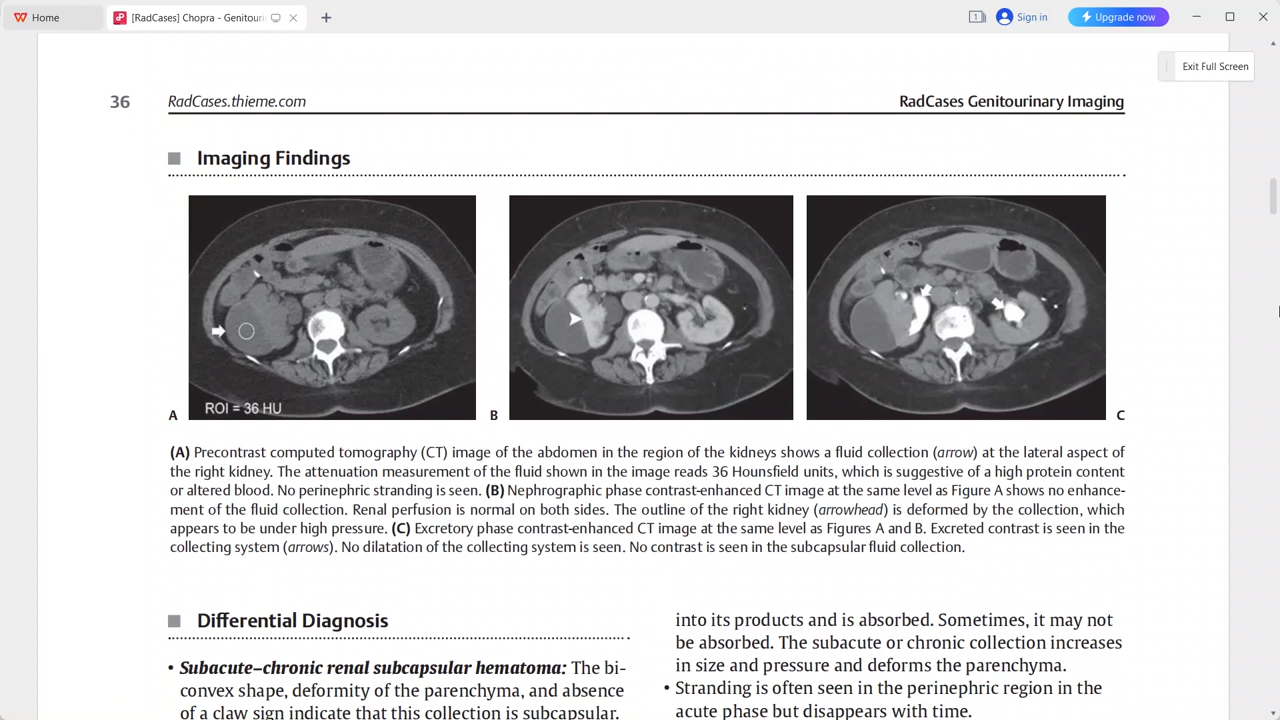 Home
[RadCases] Chopra - Genitouri
1
Sign in
Upgrade now
Exit Full Screen
36
RadCases.thieme.com
RadCases Genitourinary Imaging
Imaging Findings
ROI = 36 HU
A
B
C
(A) Precontrast computed tomography (CT) image of the abdomen in the region of the kidneys shows a fluid collection (arrow) at the lateral aspect of
the right kidney. The attenuation measurement of the fluid shown in the image reads 36 Hounsfield units, which is suggestive of a high protein content
or altered blood. No perinephric stranding is seen. (B) Nephrographic phase contrast-enhanced CT image at the same level as Figure A shows no enhance-
ment of the fluid collection. Renal perfusion is normal on both sides. The outline of the right kidney (arrowhead) is deformed by the collection, which
appears to be under high pressure. (C) Excretory phase contrast-enhanced CT image at the same level as Figures A and B. Excreted contrast is seen in the
collecting system (arrows). No dilatation of the collecting system is seen. No contrast is seen in the subcapsular fluid collection.
Differential Diagnosis
• Subacute–chronic renal subcapsular hematoma: The bi-
convex shape, deformity of the parenchyma, and absence
of a claw sign indicate that this collection is subcapsular.
into its products and is absorbed. Sometimes, it may not
be absorbed. The subacute or chronic collection increases
in size and pressure and deforms the parenchyma.
• Stranding is often seen in the perinephric region in the
acute phase but disappears with time.